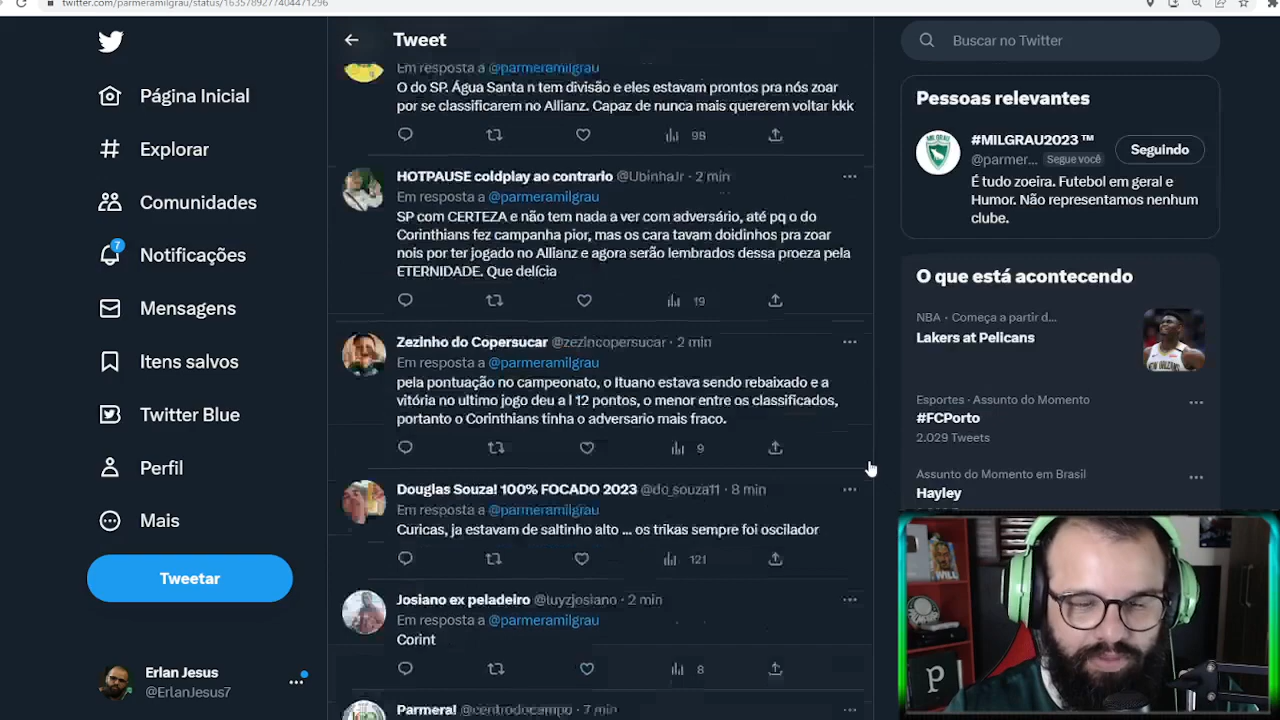 twitter.com/parmeramilgrau/status/1635789277404471296
Tweet
Em resposta a @parmeramilgrau
O do SP. Água Santa n tem divisão e eles estavam prontos pra nós zoar
por se classificarem no Allianz. Capaz de nunca mais quererem voltar kkk
98
HOTPAUSE coldplay ao contrario @UbinhaJr · 2 min
Em resposta a @parmeramilgrau
SP com CERTEZA e não tem nada a ver com adversário, até pq o do
Corinthians fez campanha pior, mas os cara tavam doidinhos pra zoar
nois por ter jogado no Allianz e agora serão lembrados dessa proeza pela
ETERNIDADE. Que delícia
19
Zezinho do Copersucar @zezincopersucar · 2 min
Em resposta a @parmeramilgrau
pela pontuação no campeonato, o Ituano estava sendo rebaixado e a
vitória no ultimo jogo deu a l 12 pontos, o menor entre os classificados,
portanto o Corinthians tinha o adversario mais fraco.
9
Douglas Souza! 100% FOCADO 2023 @do_souza11 · 8 min
Em resposta a @parmeramilgrau
Curicas, ja estavam de saltinho alto ... os trikas sempre foi oscilador
121
Josiano ex peladeiro @luyzjosiano · 2 min
Em resposta a @parmeramilgrau
Corint
8
Parmera! @centrodocampo · 7 min
Página Inicial
Explorar
Comunidades
7
Notificações
Mensagens
Itens salvos
Twitter Blue
Perfil
Mais
Tweetar
Erlan Jesus
@ErlanJesus7
Buscar no Twitter
Pessoas relevantes
#MILGRAU2023 ™
@parmer... Segue você
Seguindo
É tudo zoeira. Futebol em geral e
Humor. Não representamos nenhum
clube.
O que está acontecendo
NBA · Começa a partir d...
Lakers at Pelicans
Esportes · Assunto do Momento
#FCPorto
2.029 Tweets
Assunto do Momento em Brasil
Hayley
WILL
P